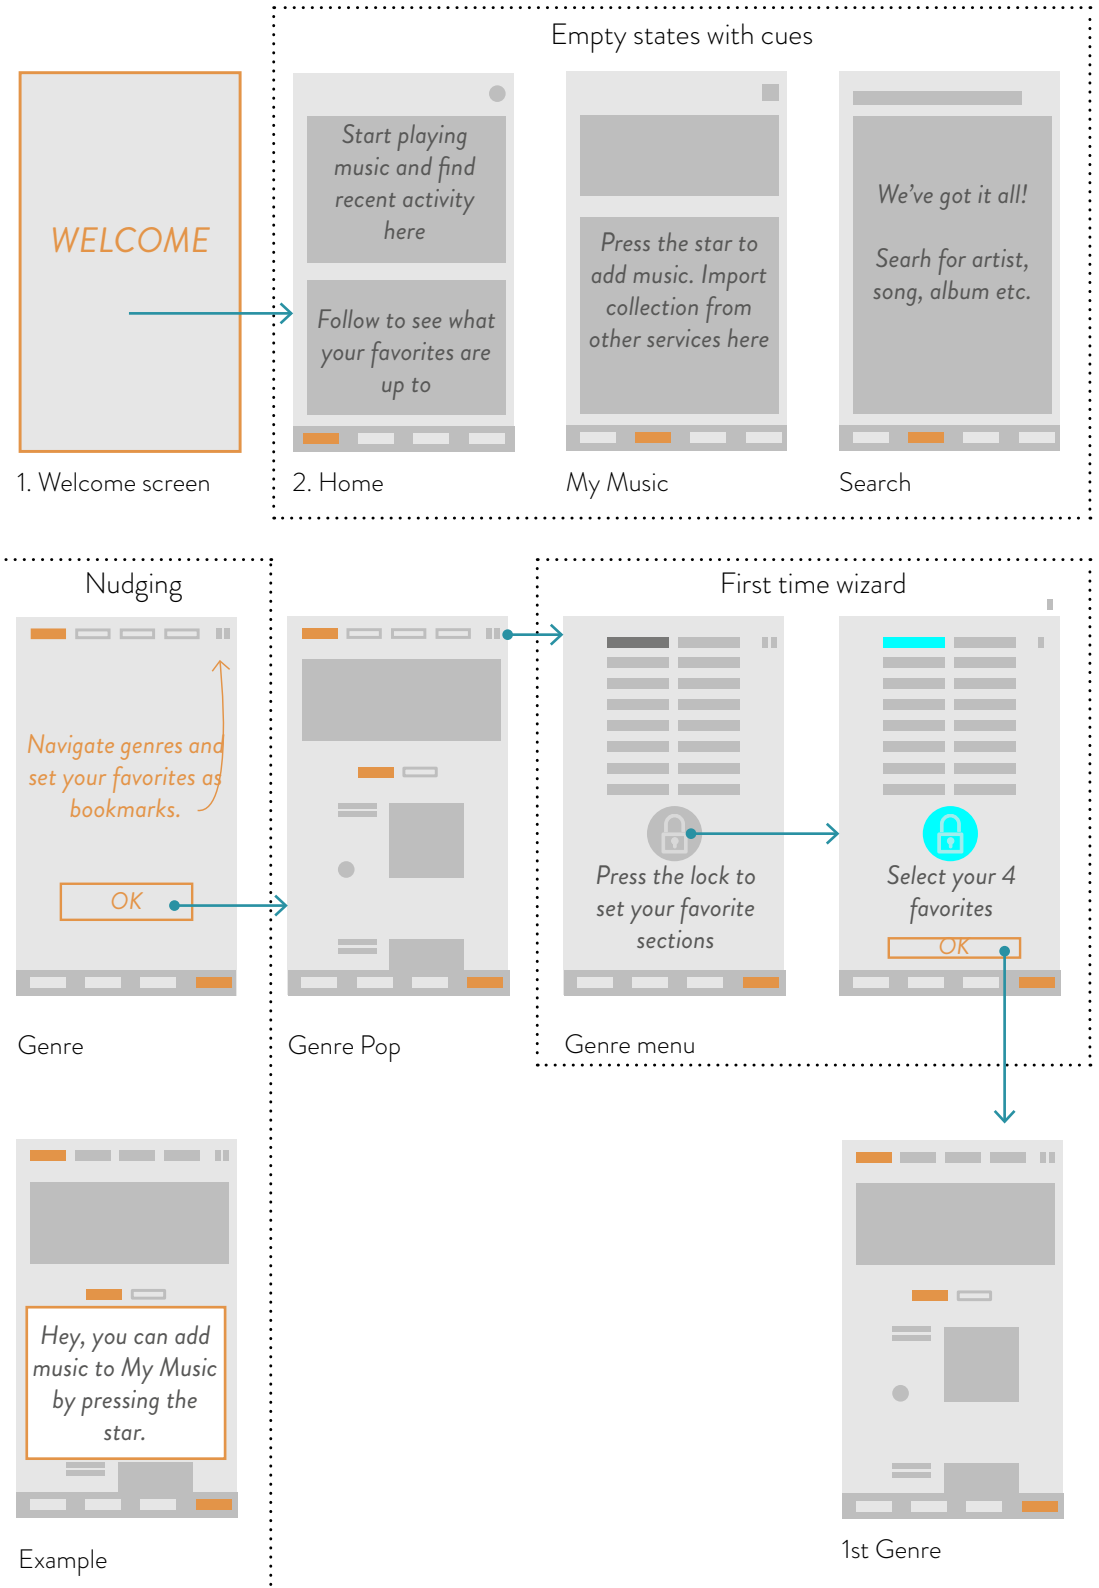 Empty states with cues
WELCOME
Start playing
music and find
recent activity
here
Follow to see what
your favorites are
up to
Press the star to
add music. Import
collection from
other services here
We've got it all!
Searh for artist,
song, album etc.
1. Welcome screen
2. Home
My Music
Search
Nudging
First time wizard
Navigate genres and
set your favorites as
bookmarks.
OK
Press the lock to
set your favorite
sections
Select your 4
favorites
OK
Genre
Genre Pop
Genre menu
Hey, you can add
music to My Music
by pressing the
star.
Example
1st Genre